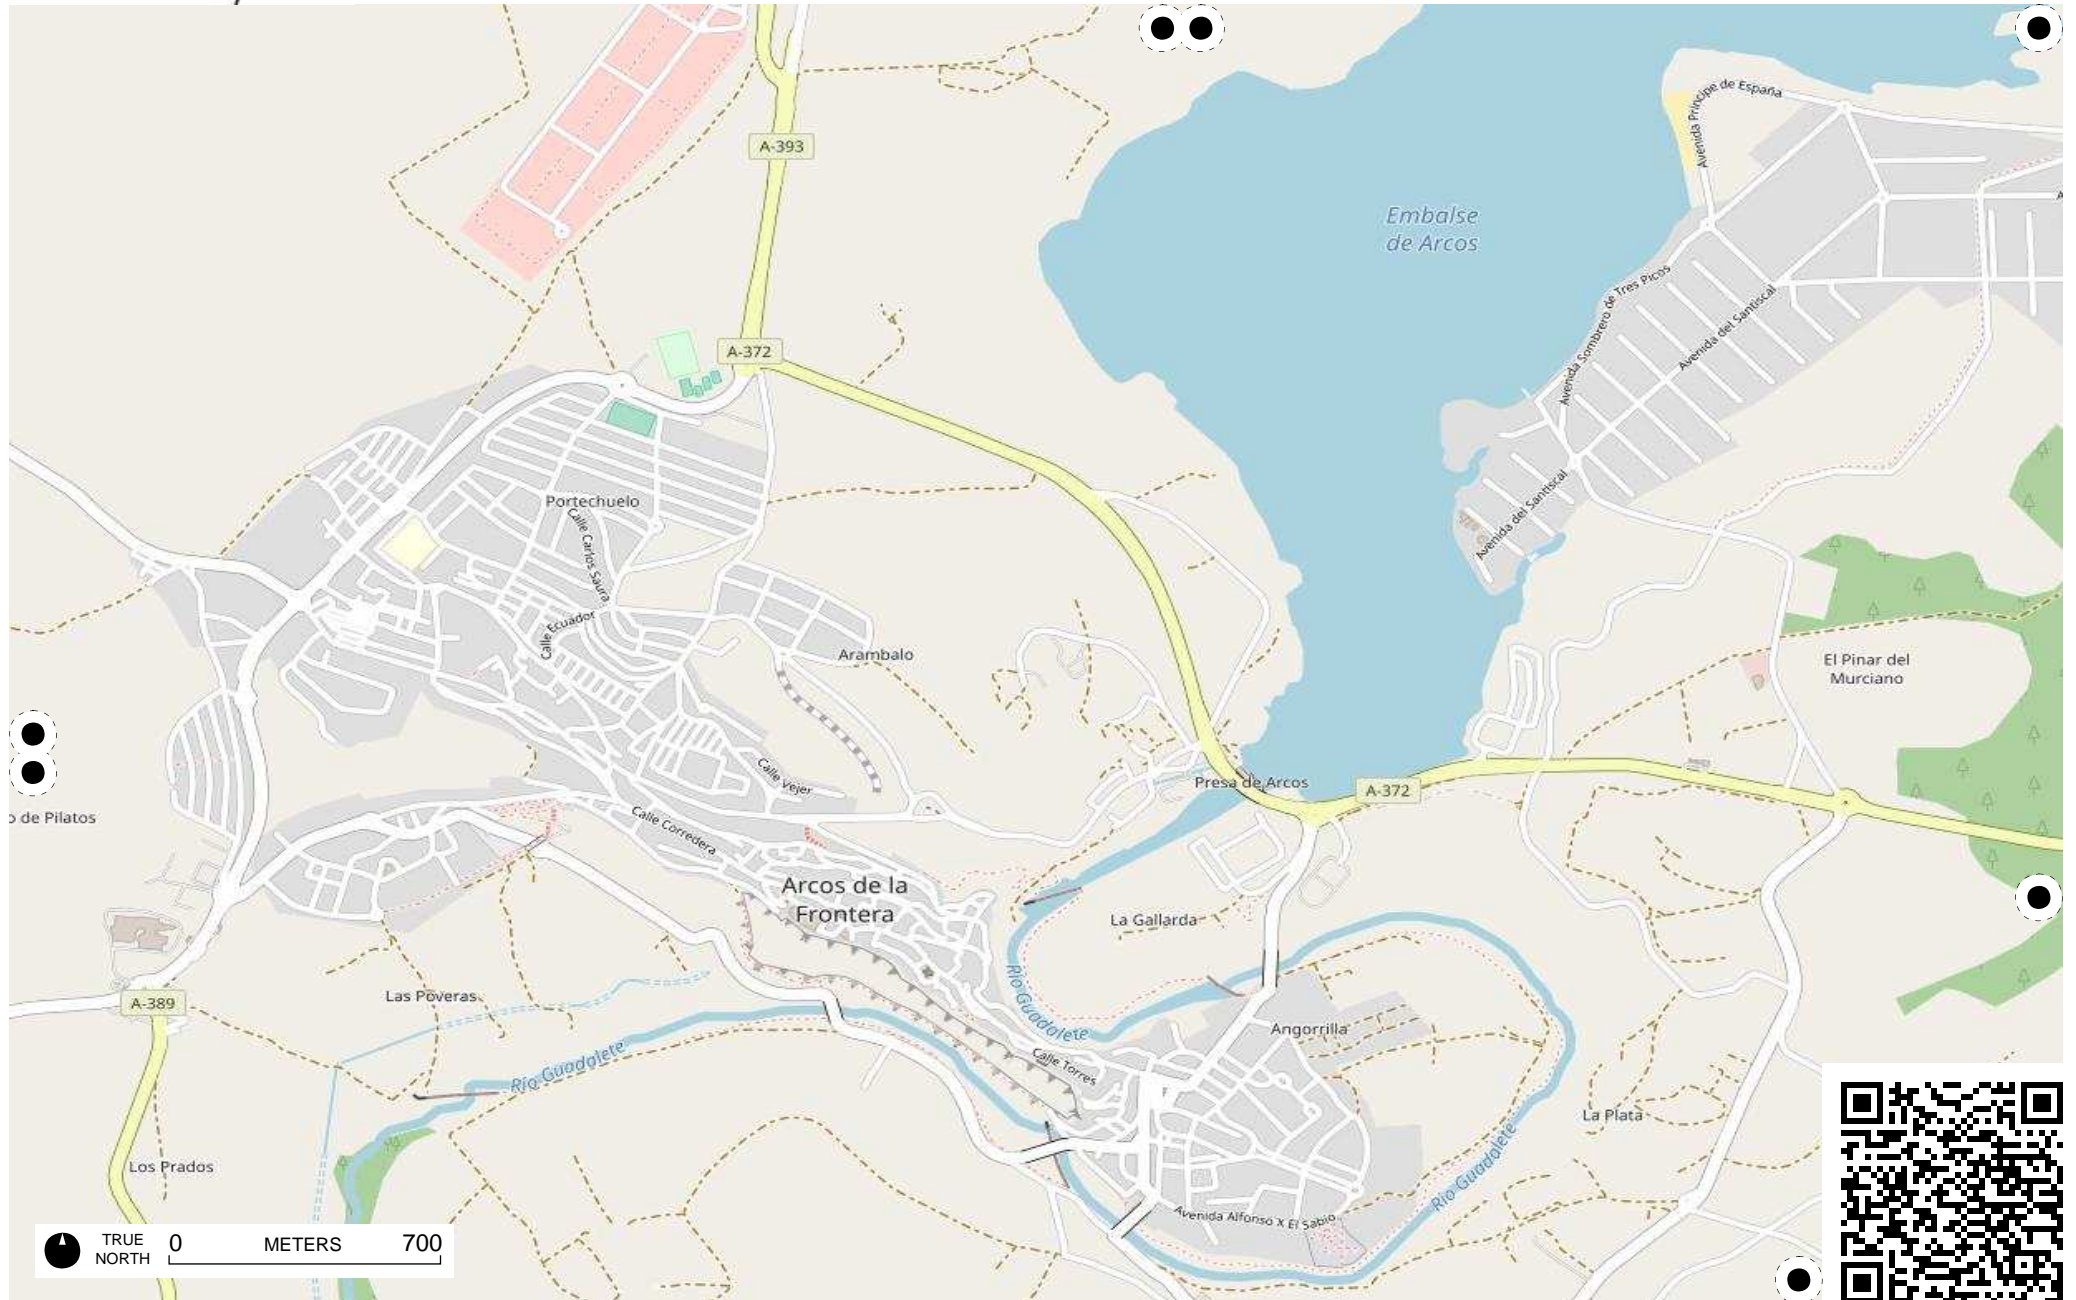 A-393
Avenida Príncipe de España
Embalse
de Arcos
Avenida Sombrero de Tres Picos
Avenida del Santiscal
A-372
Portechuelo
Calle Carlos Saura
Avenida del Santiscal
Calle Ecuador
Arambalo
El Pinar del
Murciano
Calle Vejer
Presa de Arcos
A-372
de Pilatos
Calle Corredera
Arcos de la
Frontera
La Gallarda
Río Guadalete
Las Poveras
A-389
Angorrilla
Río Guadalete
Calle Torres
La Plata
Río Guadalete
Los Prados
Avenida Alfonso X El Sabio
TRUE
NORTH
0 METERS 700